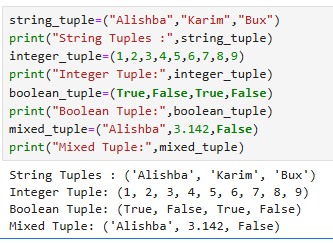 string_tuple=("Alishba","Karim","Bux")
print("String Tuples :",string_tuple)
integer_tuple=(1,2,3,4,5,6,7,8,9)
print("Integer Tuple:",integer_tuple)
boolean_tuple=(True,False,True,False)
print("Boolean Tuple:",boolean_tuple)
mixed_tuple=("Alishba",3.142,False)
print("Mixed Tuple:",mixed_tuple)
String Tuples : ('Alishba', 'Karim', 'Bux')
Integer Tuple: (1, 2, 3, 4, 5, 6, 7, 8, 9)
Boolean Tuple: (True, False, True, False)
Mixed Tuple: ('Alishba', 3.142, False)